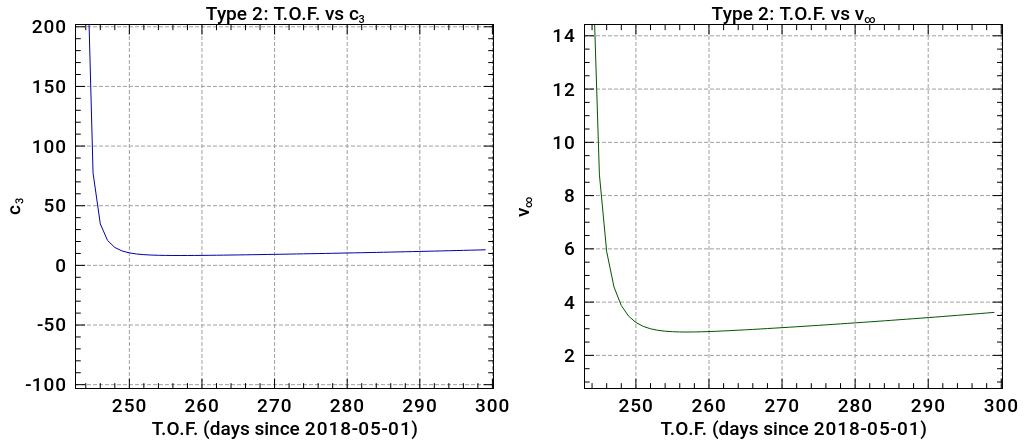 Type 2: T.O.F. vs c₃
200
150
100
50
0
-50
-100
c₃
250 260 270 280 290 300
T.O.F. (days since 2018-05-01)
Type 2: T.O.F. vs v∞
14
12
10
8
6
4
2
v∞
250 260 270 280 290 300
T.O.F. (days since 2018-05-01)